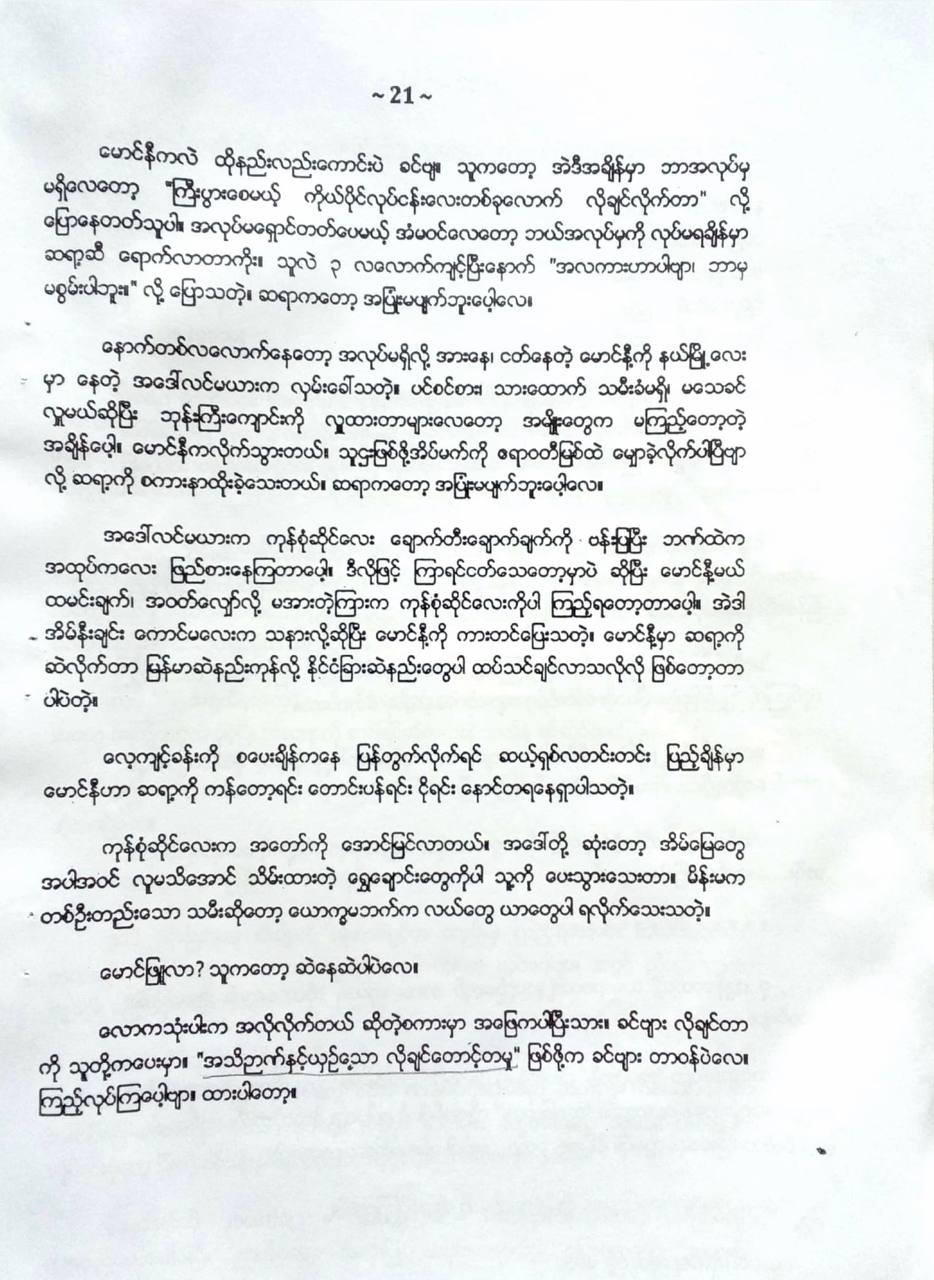 ~ 21 ~
မောင်နီကလဲ ထိုနည်းလည်းကောင်းပဲ ခင်ဗျ။ သူကတော့ အဲဒီအချိန်မှာ ဘာအလုပ်မှ
မရှိလေတော့ "ကြီးပွားစေမယ့် ကိုယ်ပိုင်လုပ်ငန်းလေးတစ်ခုလောက် လိုချင်လိုက်တာ" လို့
ပြောနေတတ်သူပါ။ အလုပ်မရှောင်တတ်ပေမယ့် အံမဝင်လေတော့ ဘယ်အလုပ်မှကို လုပ်မရချိန်မှာ
ဆရာ့ဆီ ရောက်လာတာကိုး။ သူလဲ ၃ လလောက်ကျင့်ပြီးနောက် "အလကားဟာပါဗျာ၊ ဘာမှ
မစွမ်းပါဘူး။" လို့ ပြောသတဲ့။ ဆရာကတော့ အပြုံးမပျက်ဘူးပေ့ါလေ။
နောက်တစ်လလောက်နေတော့ အလုပ်မရှိလို့ အားနေ၊ ငတ်နေတဲ့ မောင်နီ့ကို နယ်မြို့လေး
မှာ နေတဲ့ အဒေါ်လင်မယားက လှမ်းခေါ်သတဲ့။ ပင်စင်စား၊ သားထောက် သမီးခံမရှိ၊ မသေခင်
လှူမယ်ဆိုပြီး ဘုန်းကြီးကျောင်းကို လှူထားတာများလေတော့ အမျိုးတွေက မကြည့်တော့တဲ့
အချိန်ပေ့ါ။ မောင်နီကလိုက်သွားတယ်။ သူဌးဖြစ်ဖို့အိပ်မက်ကို ဧရာဝတီမြစ်ထဲ မျှောခဲ့လိုက်ပါပြီဗျာ
လို့ ဆရာ့ကို စကားနာထိုးခဲ့သေးတယ်။ ဆရာကတော့ အပြုံးမပျက်ဘူးပေ့ါလေ။
အဒေါ်လင်မယားက ကုန်စုံဆိုင်လေး ချောက်တီးချောက်ချက်ကို ဗန်းပြပြီး ဘဏ်ထဲက
အထုပ်ကလေး ဖြည်စားနေကြတာပေ့ါ။ ဒီလိုဖြင့် ကြာရင်ငတ်သေတော့မှာပဲ ဆိုပြီး မောင်နီ့မယ်
ထမင်းချက်၊ အဝတ်လျှော်လို့ မအားတဲ့ကြားက ကုန်စုံဆိုင်လေးကိုပါ ကြည့်ရတော့တာပေ့ါ။ အဲဒါ
အိမ်နီးချင်း ကောင်မလေးက သနားလို့ဆိုပြီး မောင်နီ့ကို ကားတင်ပြေးသတဲ့။ မောင်နီ့မှာ ဆရာ့ကို
ဆဲလိုက်တာ မြန်မာဆဲနည်းကုန်လို့ နိုင်ငံခြားဆဲနည်းတွေပါ ထပ်သင်ချင်လာသလိုလို ဖြစ်တော့တာ
ပါပဲတဲ့။
လေ့ကျင့်ခန်းကို စပေးချိန်ကနေ ပြန်တွက်လိုက်ရင် ဆယ့်ရှစ်လတင်းတင်း ပြည့်ချိန်မှာ
မောင်နီဟာ ဆရာ့ကို ကန်တော့ရင်း တောင်းပန်ရင်း ငိုရင်း နောင်တရနေရှာပါသတဲ့။
ကုန်စုံဆိုင်လေးက အတော်ကို အောင်မြင်လာတယ်။ အဒေါ်တို့ ဆုံးတော့ အိမ်မြေတွေ
အပါအဝင် လူမသိအောင် သိမ်းထားတဲ့ ရွှေချောင်းတွေကိုပါ သူ့ကို ပေးသွားသေးတာ။ မိန်းမက
တစ်ဦးတည်းသော သမီးဆိုတော့ ယောက္ခမဘက်က လယ်တွေ ယာတွေပါ ရလိုက်သေးသတဲ့။
မောင်ဖြူလာ? သူကတော့ ဆဲနေဆဲပါပဲလေ။
လောကသုံးပါးက အလိုလိုက်တယ် ဆိုတဲ့စကားမှာ အဖြေကပါပြီးသား။ ခင်ဗျား လိုချင်တာ
ကို သူတို့ကပေးမှာ။ "အသိဉာဏ်နှင့်ယှဉ်သော လိုချင်တောင့်တမှု" ဖြစ်ဖို့က ခင်ဗျား တာဝန်ပဲလေ။
ကြည့်လုပ်ကြပေ့ါဗျာ။ ထားပါတော့။